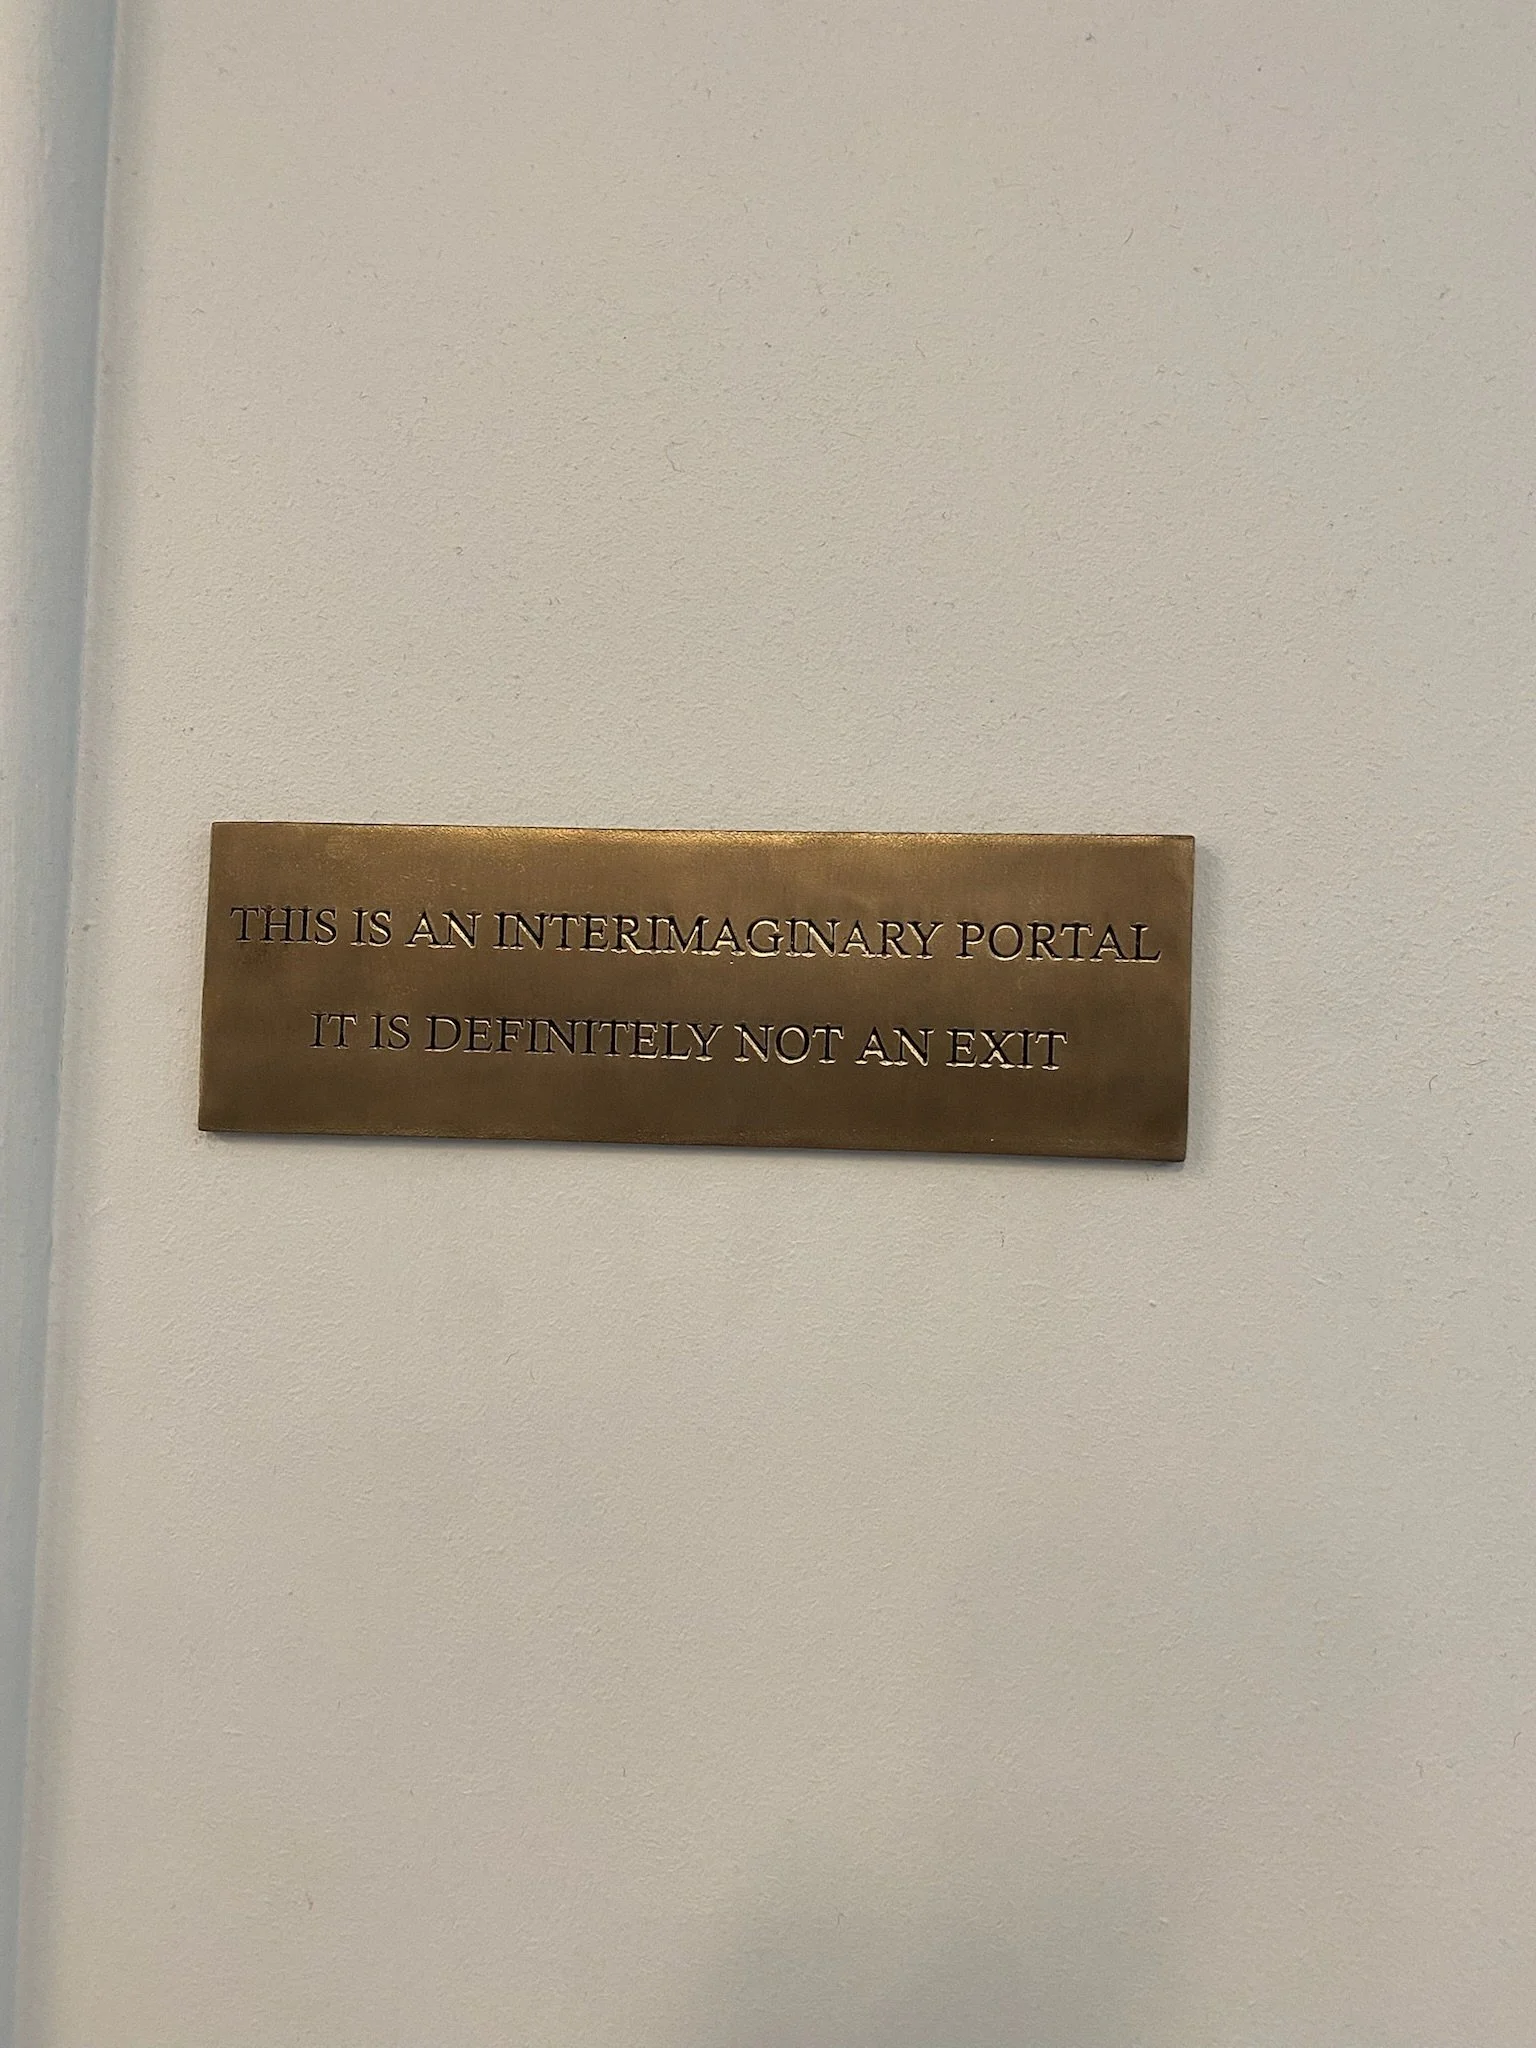 THIS IS AN INTERIMAGINARY PORTAL
IT IS DEFINITELY NOT AN EXIT